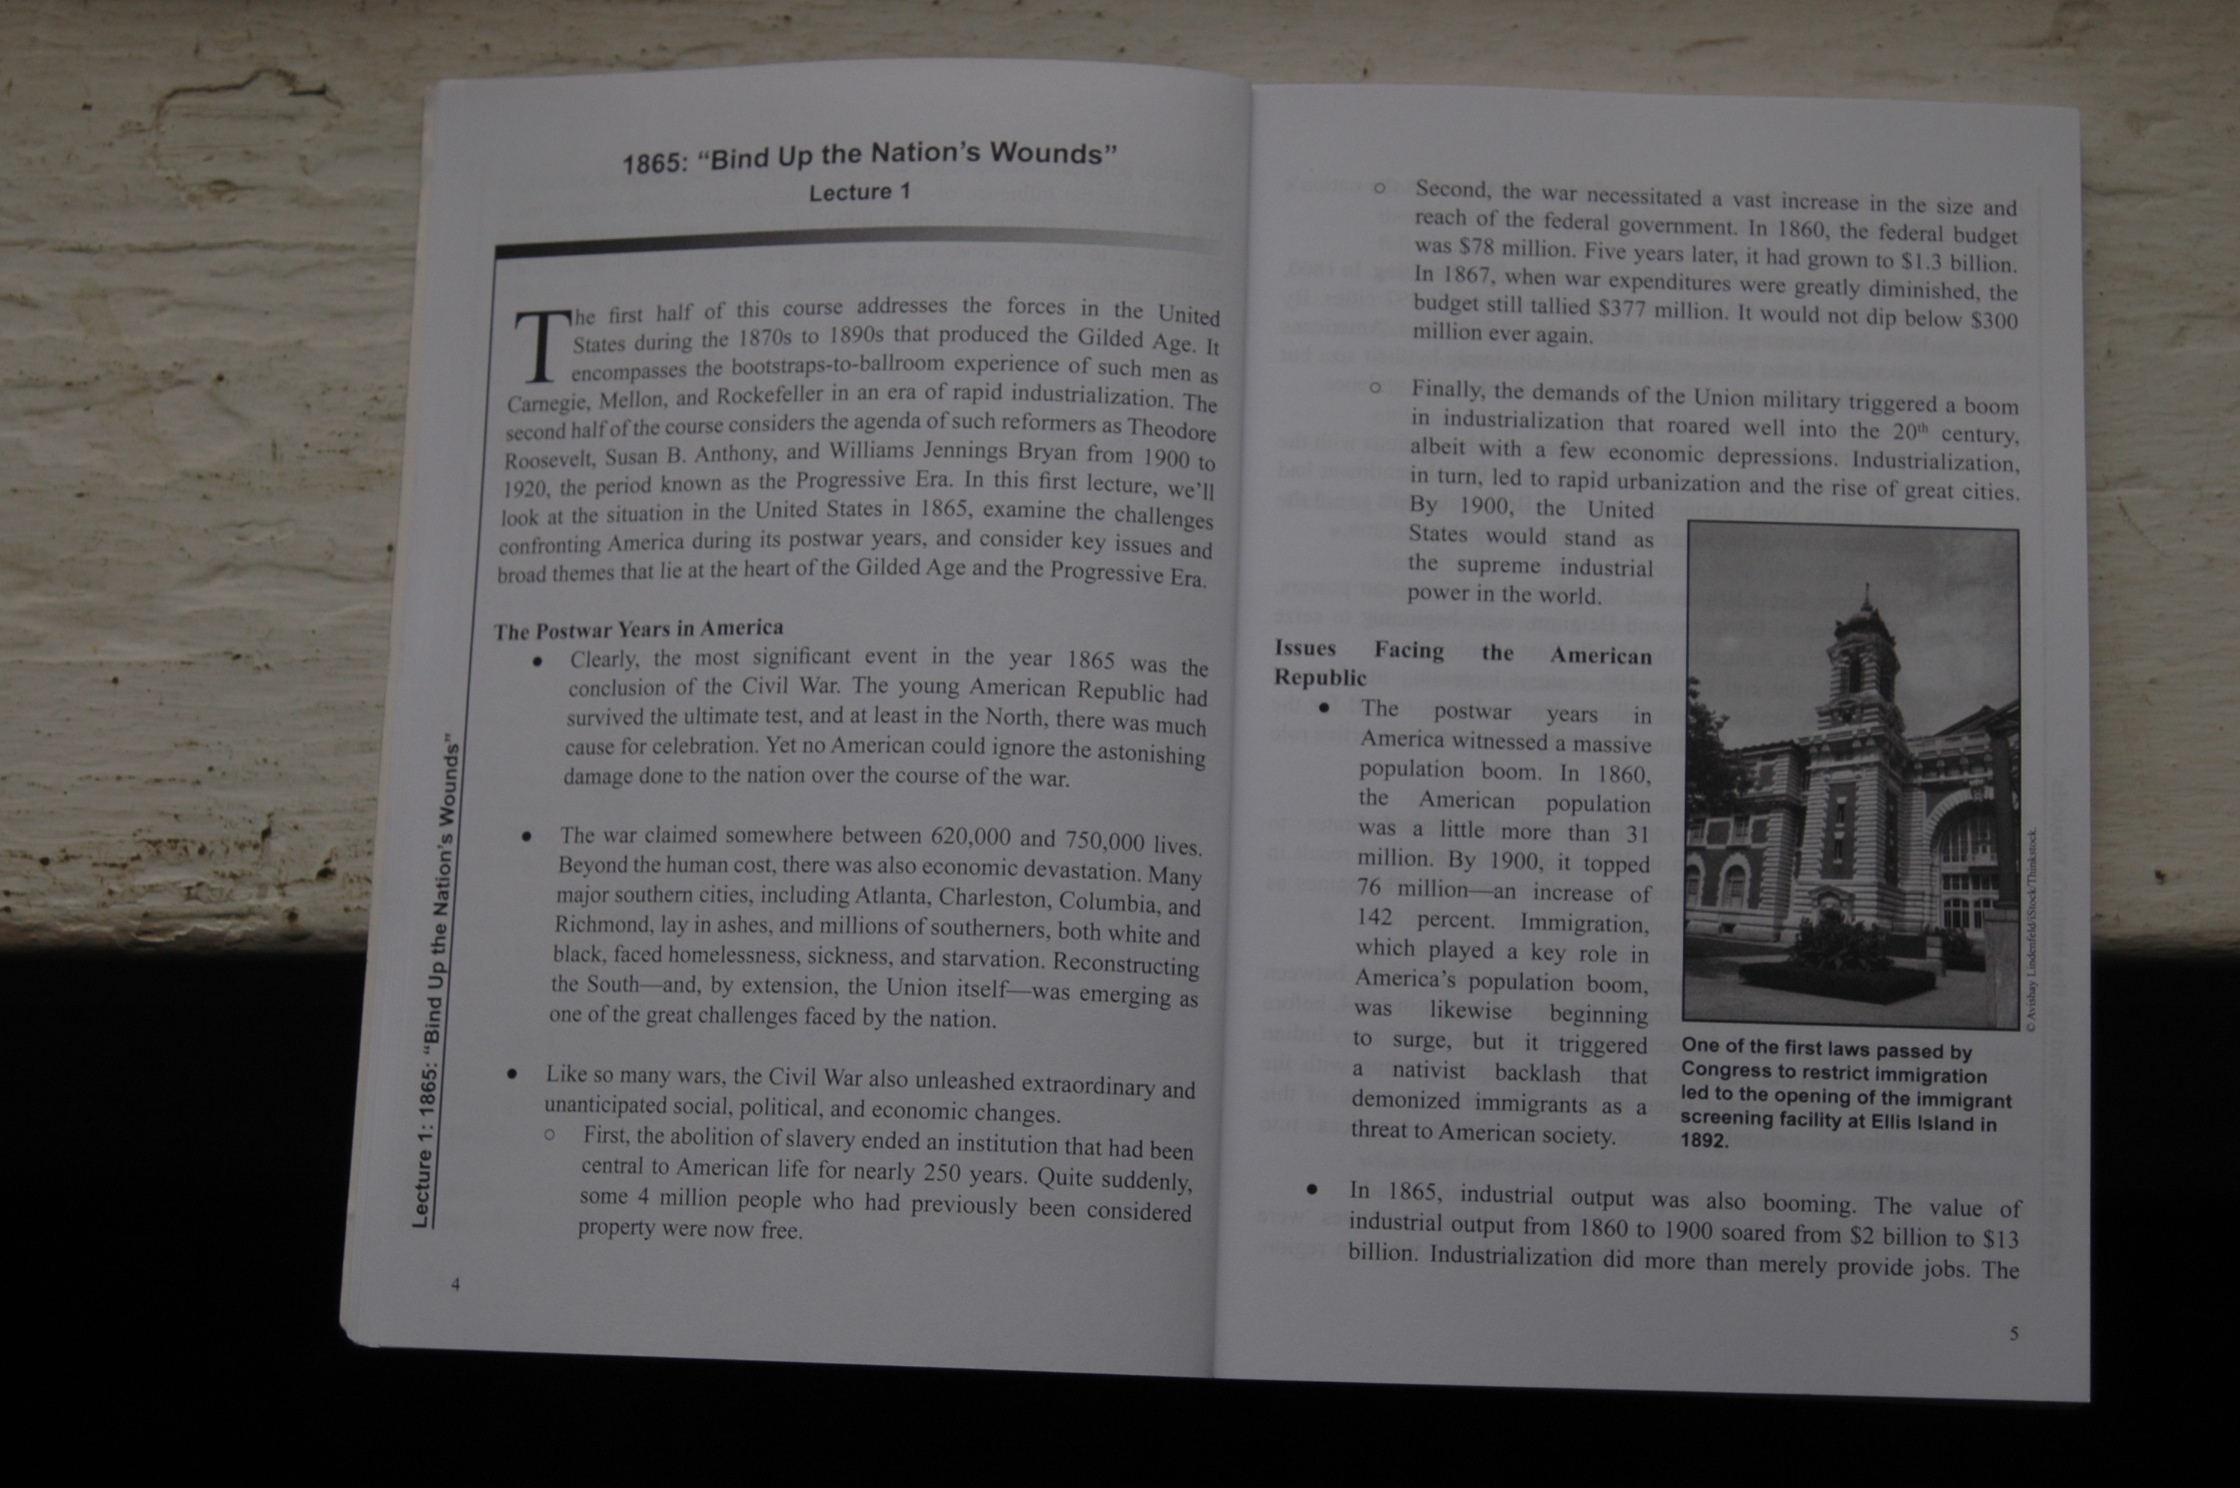 1865: “Bind Up the Nation’s Wounds”
Lecture 1
The first half of this course addresses the forces in the United
States during the 1870s to 1890s that produced the Gilded Age. It
encompasses the bootstraps-to-ballroom experience of such men as
Carnegie, Mellon, and Rockefeller in an era of rapid industrialization. The
second half of the course considers the agenda of such reformers as Theodore
Roosevelt, Susan B. Anthony, and Williams Jennings Bryan from 1900 to
1920, the period known as the Progressive Era. In this first lecture, we’ll
look at the situation in the United States in 1865, examine the challenges
confronting America during its postwar years, and consider key issues and
broad themes that lie at the heart of the Gilded Age and the Progressive Era.
The Postwar Years in America
• Clearly, the most significant event in the year 1865 was the
conclusion of the Civil War. The young American Republic had
survived the ultimate test, and at least in the North, there was much
cause for celebration. Yet no American could ignore the astonishing
damage done to the nation over the course of the war.
• The war claimed somewhere between 620,000 and 750,000 lives.
Beyond the human cost, there was also economic devastation. Many
major southern cities, including Atlanta, Charleston, Columbia, and
Richmond, lay in ashes, and millions of southerners, both white and
black, faced homelessness, sickness, and starvation. Reconstructing
the South—and, by extension, the Union itself—was emerging as
one of the great challenges faced by the nation.
• Like so many wars, the Civil War also unleashed extraordinary and
unanticipated social, political, and economic changes.
○ First, the abolition of slavery ended an institution that had been
central to American life for nearly 250 years. Quite suddenly,
some 4 million people who had previously been considered
property were now free.
Lecture 1: 1865: “Bind Up the Nation’s Wounds”
4
○ Second, the war necessitated a vast increase in the size and
reach of the federal government. In 1860, the federal budget
was $78 million. Five years later, it had grown to $1.3 billion.
In 1867, when war expenditures were greatly diminished, the
budget still tallied $377 million. It would not dip below $300
million ever again.
○ Finally, the demands of the Union military triggered a boom
in industrialization that roared well into the 20th century,
albeit with a few economic depressions. Industrialization,
in turn, led to rapid urbanization and the rise of great cities.
By 1900, the United
States would stand as
the supreme industrial
power in the world.
Issues Facing the American
Republic
• The postwar years in
America witnessed a massive
population boom. In 1860,
the American population
was a little more than 31
million. By 1900, it topped
76 million—an increase of
142 percent. Immigration,
which played a key role in
America’s population boom,
was likewise beginning
to surge, but it triggered
a nativist backlash that
demonized immigrants as a
threat to American society.
© Avishay Lindenfeld/iStock/Thinkstock.
One of the first laws passed by
Congress to restrict immigration
led to the opening of the immigrant
screening facility at Ellis Island in
1892.
• In 1865, industrial output was also booming. The value of
industrial output from 1860 to 1900 soared from $2 billion to $13
billion. Industrialization did more than merely provide jobs. The
5